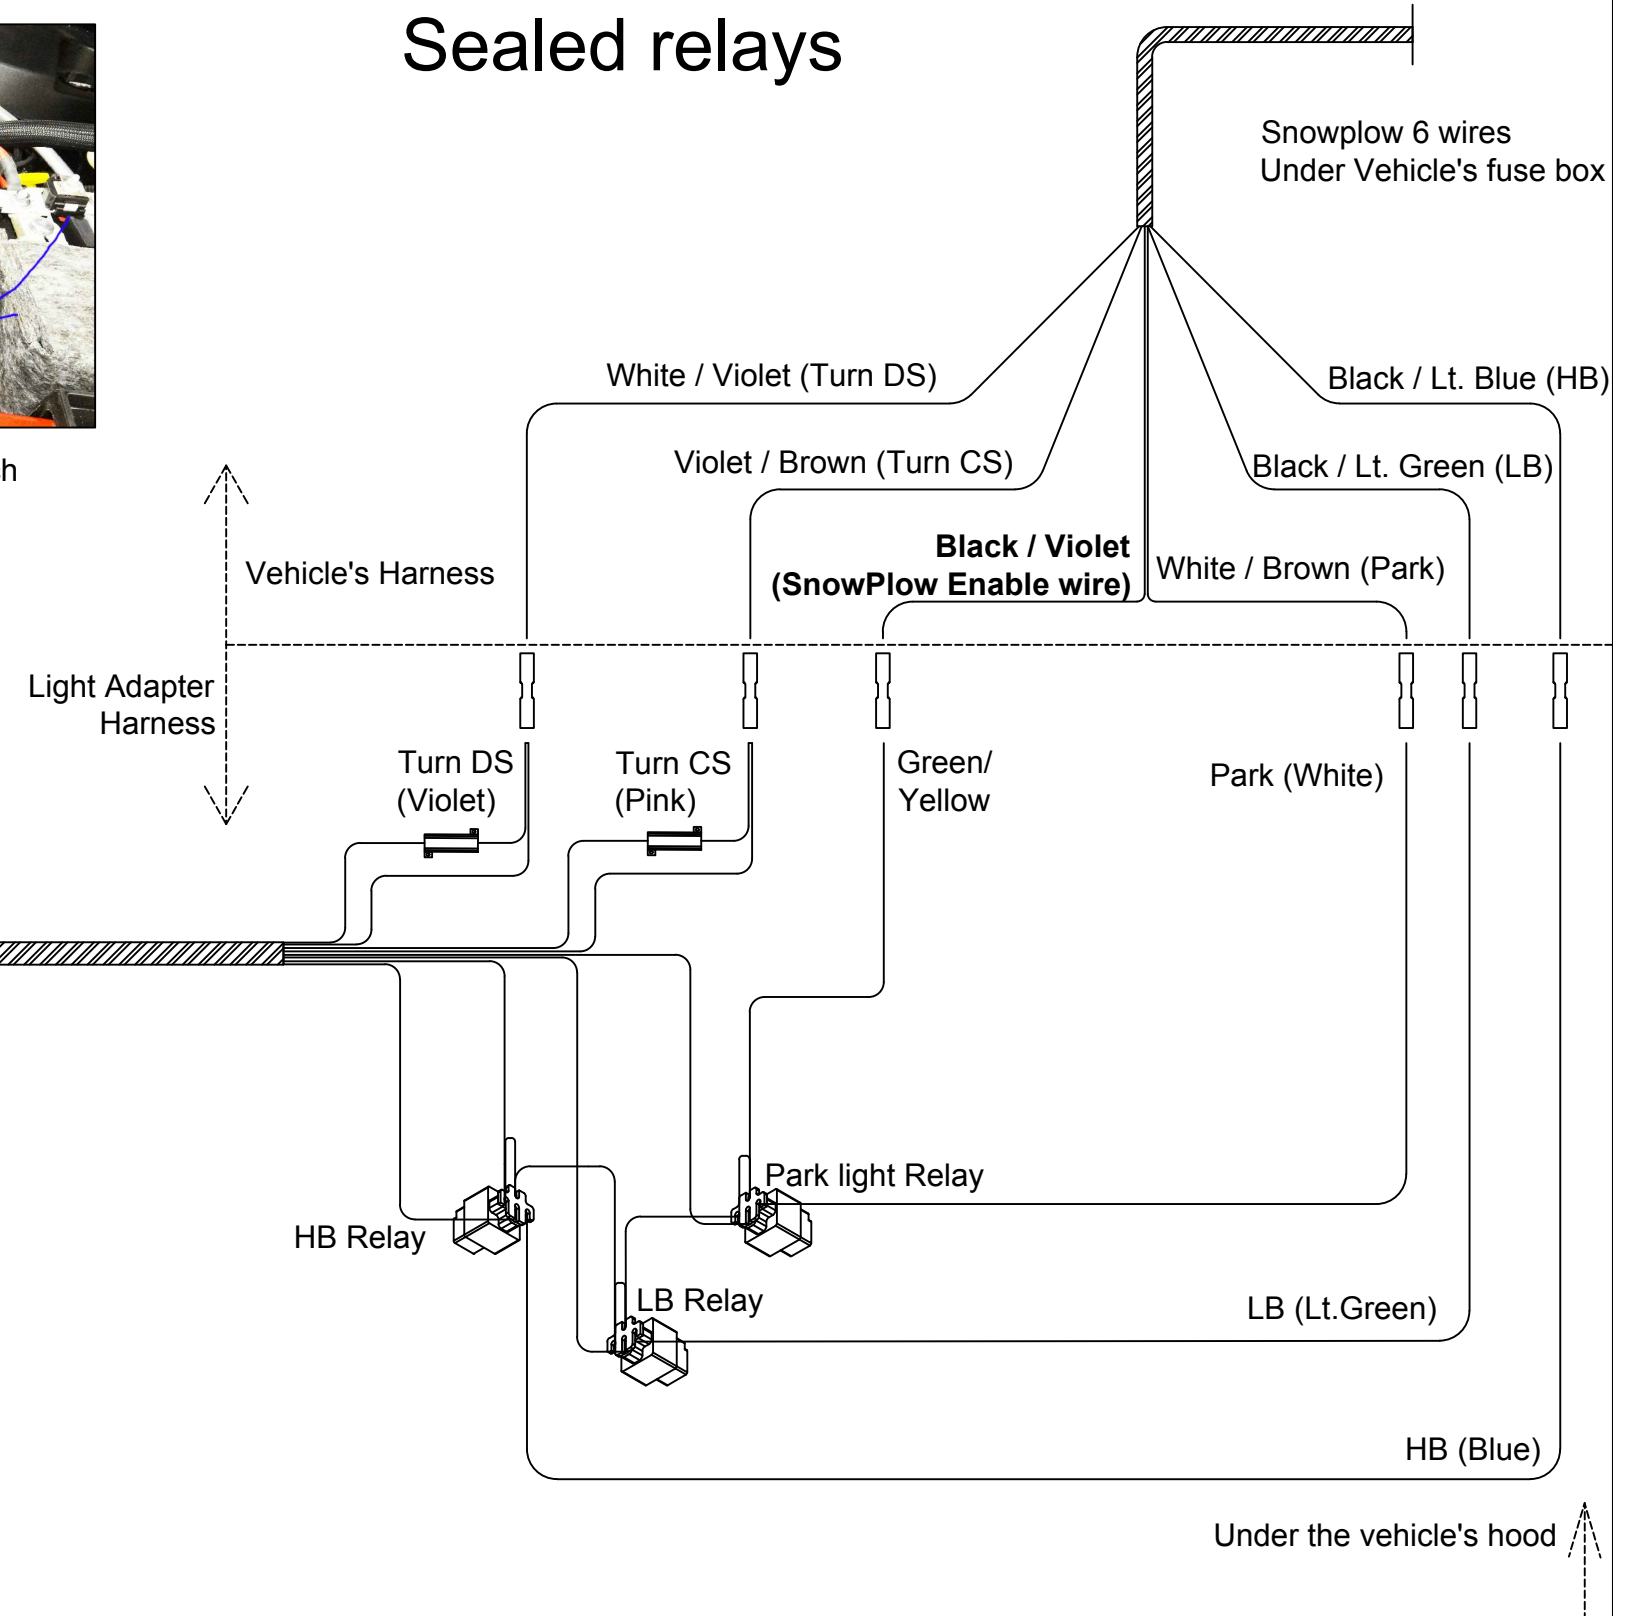 Sealed relays
Snowplow 6 wires
Under Vehicle's fuse box
White / Violet (Turn DS)
Black / Lt. Blue (HB)
Violet / Brown (Turn CS)
Black / Lt. Green (LB)
Black / Violet
(SnowPlow Enable wire)
White / Brown (Park)
Vehicle's Harness
Light Adapter
Harness
Turn DS
(Violet)
Turn CS
(Pink)
Green/
Yellow
Park (White)
Park light Relay
HB Relay
LB Relay
LB (Lt.Green)
HB (Blue)
Under the vehicle's hood